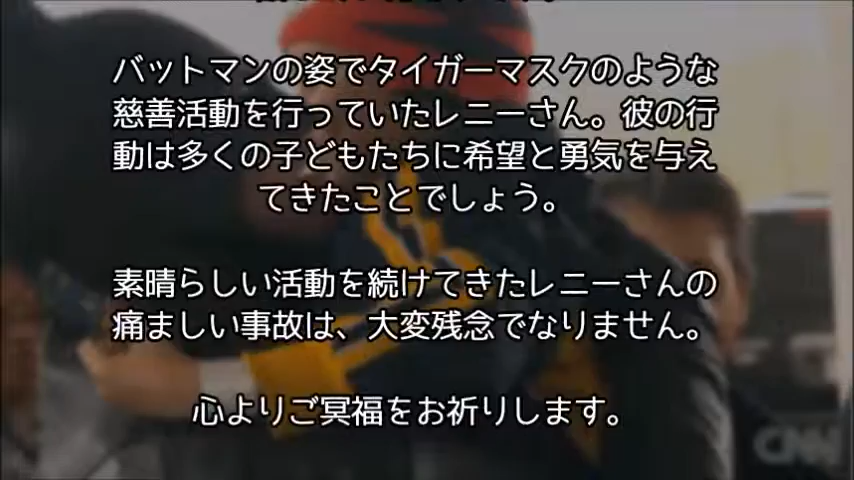 バットマンの姿でタイガーマスクのような
慈善活動を行っていたレニーさん。彼の行
動は多くの子どもたちに希望と勇気を与え
てきたことでしょう。
素晴らしい活動を続けてきたレニーさんの
痛ましい事故は、大変残念でなりません。
心よりご冥福をお祈りします。
CNN